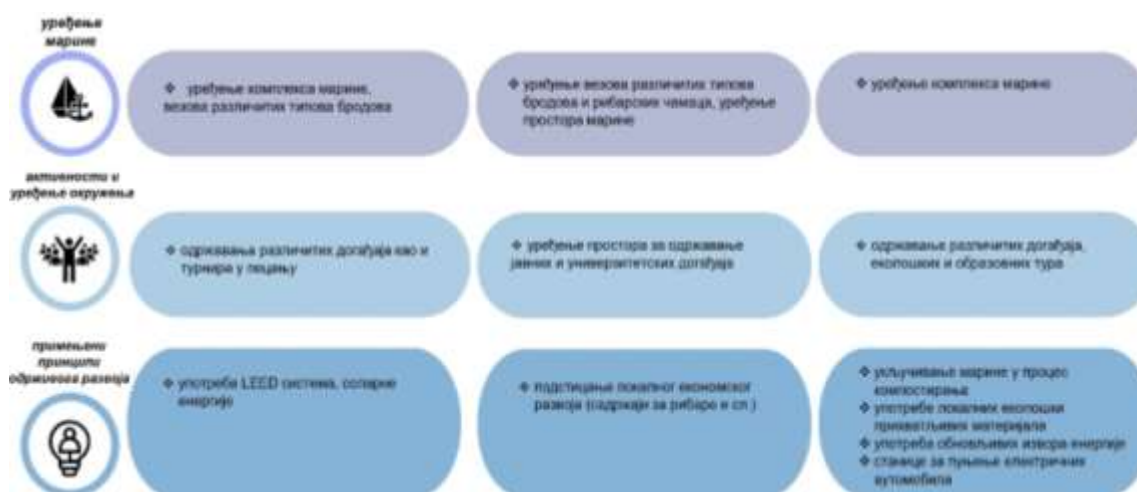 уређење
марине
❖ уређење комплекса марине,
везова различитих типова бродова
❖ уређење везова различитих типова
бродова и рибарских чамаца, уређење
простора марине
❖ уређење комплекса марине
активности и
уређење окружења
❖ одржавања различитих догађаја као и
турнира у пецању
❖ уређење простора за одржавање
јавних и универзитетских догађаја
❖ одржавање различитих догађаја,
еколошких и образовних тура
примењени
принципи
одрживога развоја
❖ употреба LEED система, соларне
енергије
❖ подстицање локалног економског
развоја (садржаји за рибаре и сл.)
❖ укључивање марине у процес
компостирања
❖ употребе локалних еколошки
прихватљивих материјала
❖ употреба обновљивих извора енергије
❖ станице за пуњење електричних
аутомобила